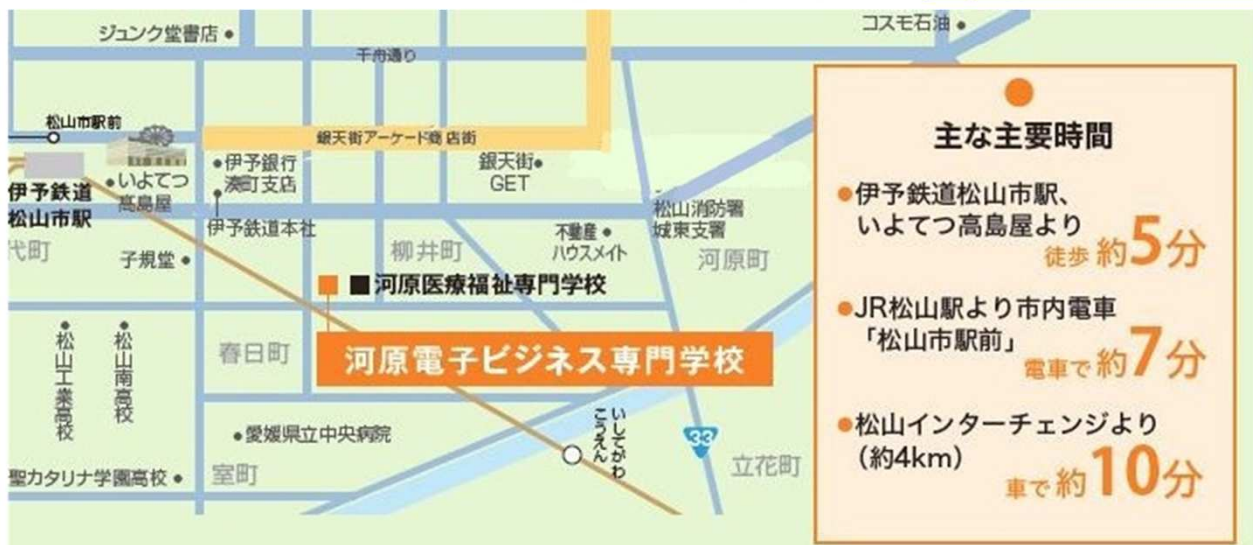 ジュンク堂書店
コスモ石油
千舟通り
松山市駅前
銀天街アーケード商店街
伊予鉄道
松山市駅
いよてつ
高島屋
伊予銀行
湊町支店
伊予鉄道本社
銀天街
GET
松山消防署
城東支署
不動産
ハウスメイト
代町
子規堂
柳井町
河原町
■河原医療福祉専門学校
河原電子ビジネス専門学校
松山工業高校
松山南高校
春日町
愛媛県立中央病院
いしてがわ
こうえん
33
立花町
聖カタリナ学園高校
室町
主な主要時間
●伊予鉄道松山市駅、
いよてつ高島屋より
徒歩 約5分
●JR松山駅より市内電車
「松山市駅前」
電車で約7分
●松山インターチェンジより
(約4km)
車で約10分